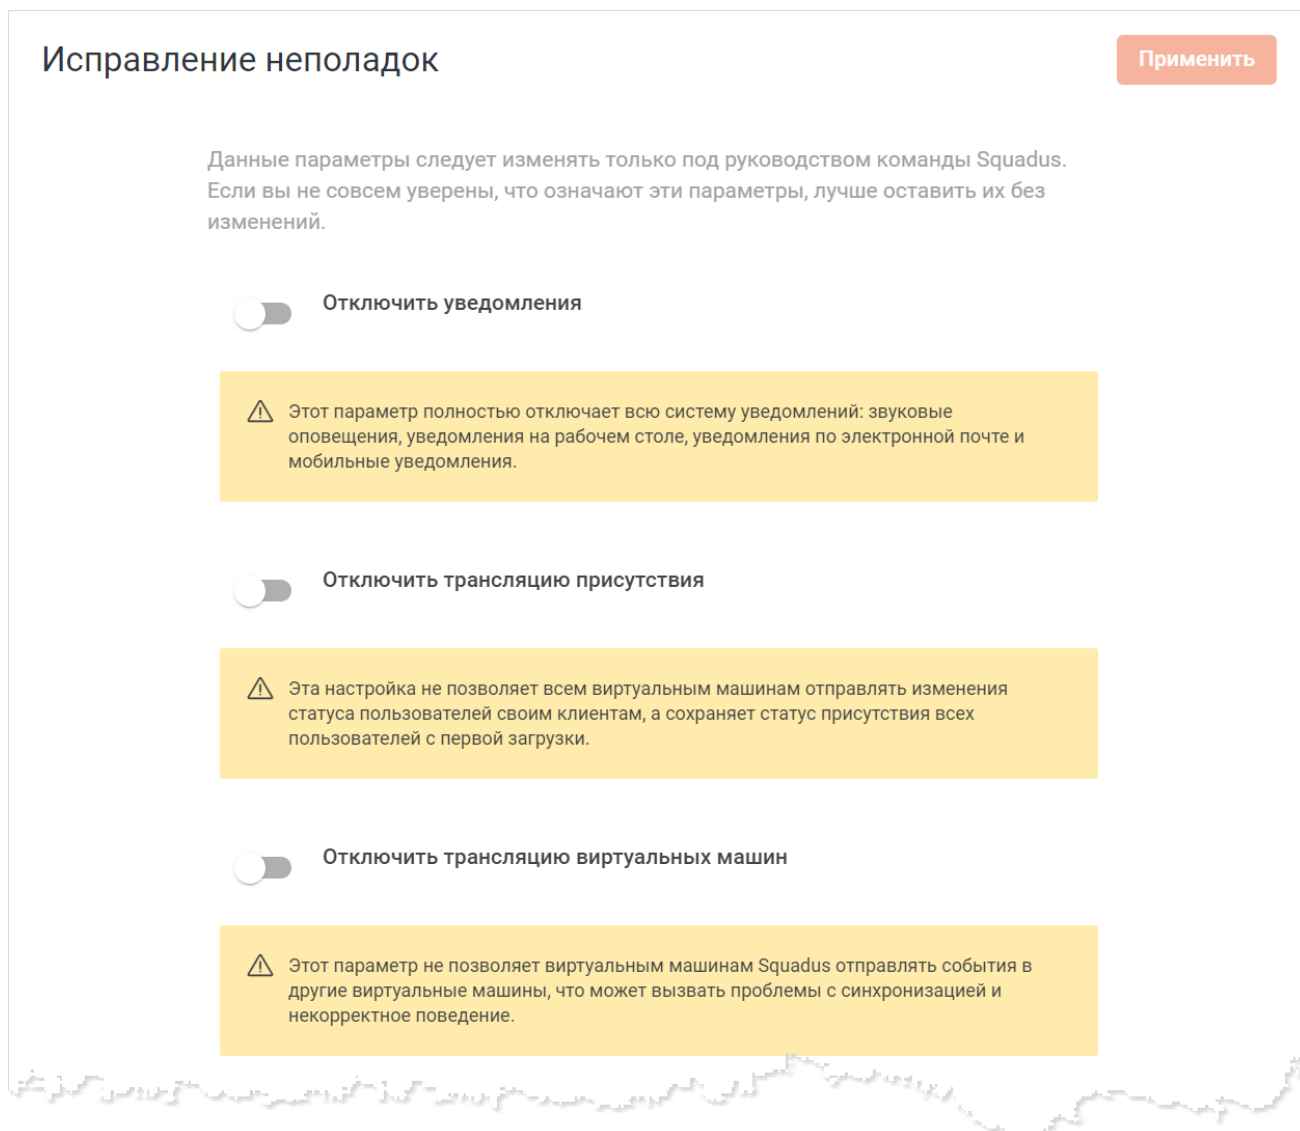 Исправление неполадок
Применить
Данные параметры следует изменять только под руководством команды Squadus.
Если вы не совсем уверены, что означают эти параметры, лучше оставить их без
изменений.
Отключить уведомления
Этот параметр полностью отключает всю систему уведомлений: звуковые
оповещения, уведомления на рабочем столе, уведомления по электронной почте и
мобильные уведомления.
Отключить трансляцию присутствия
Эта настройка не позволяет всем виртуальным машинам отправлять изменения
статуса пользователей своим клиентам, а сохраняет статус присутствия всех
пользователей с первой загрузки.
Отключить трансляцию виртуальных машин
Этот параметр не позволяет виртуальным машинам Squadus отправлять события в
другие виртуальные машины, что может вызвать проблемы с синхронизацией и
некорректное поведение.